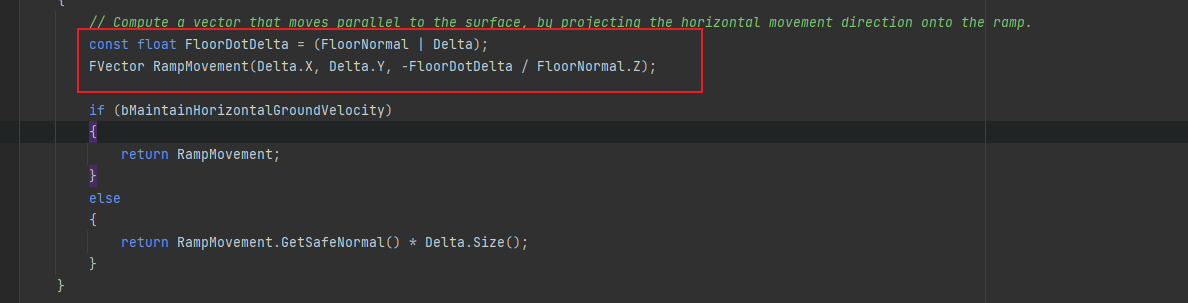 {
// Compute a vector that moves parallel to the surface, by projecting the horizontal movement direction onto the ramp.
const float FloorDotDelta = (FloorNormal | Delta);
FVector RampMovement(Delta.X, Delta.Y, -FloorDotDelta / FloorNormal.Z);
if (bMaintainHorizontalGroundVelocity)
{
return RampMovement;
}
else
{
return RampMovement.GetSafeNormal() * Delta.Size();
}
}